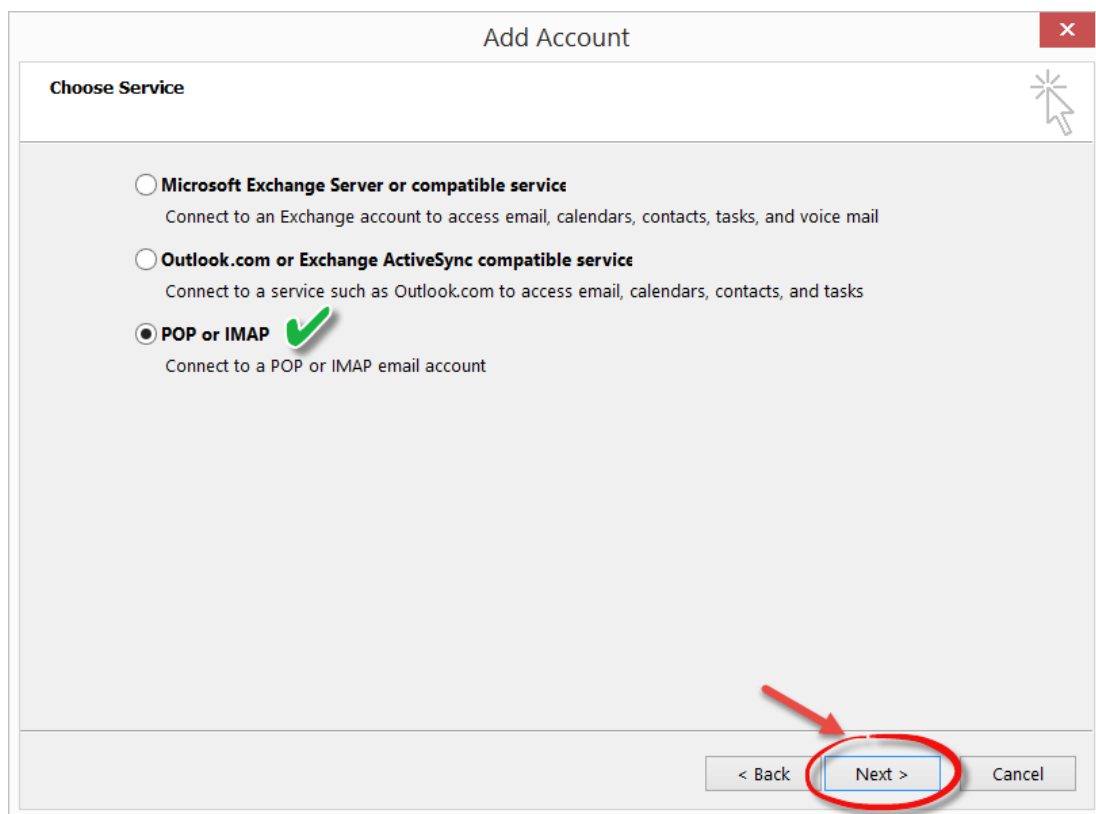 Add Account
Choose Service
Microsoft Exchange Server or compatible service
Connect to an Exchange account to access email, calendars, contacts, tasks, and voice mail
Outlook.com or Exchange ActiveSync compatible service
Connect to a service such as Outlook.com to access email, calendars, contacts, and tasks
POP or IMAP
Connect to a POP or IMAP email account
< Back Next > Cancel